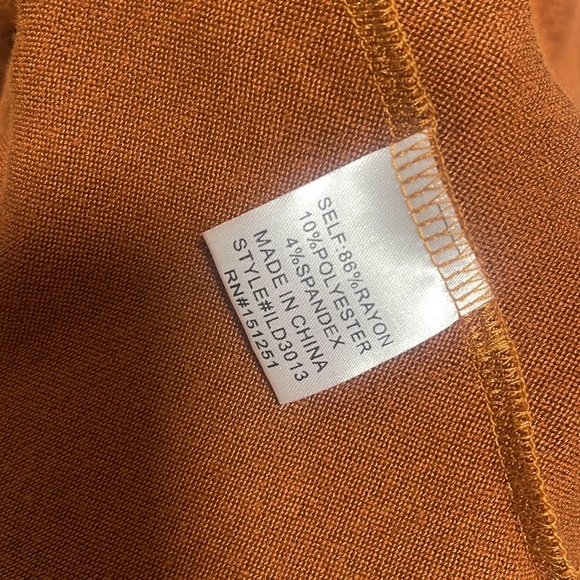 SELF:86%RAYON
10%POLYESTER
4%SPANDEX
MADE IN CHINA
STYLE#ILD3013
RN#151251